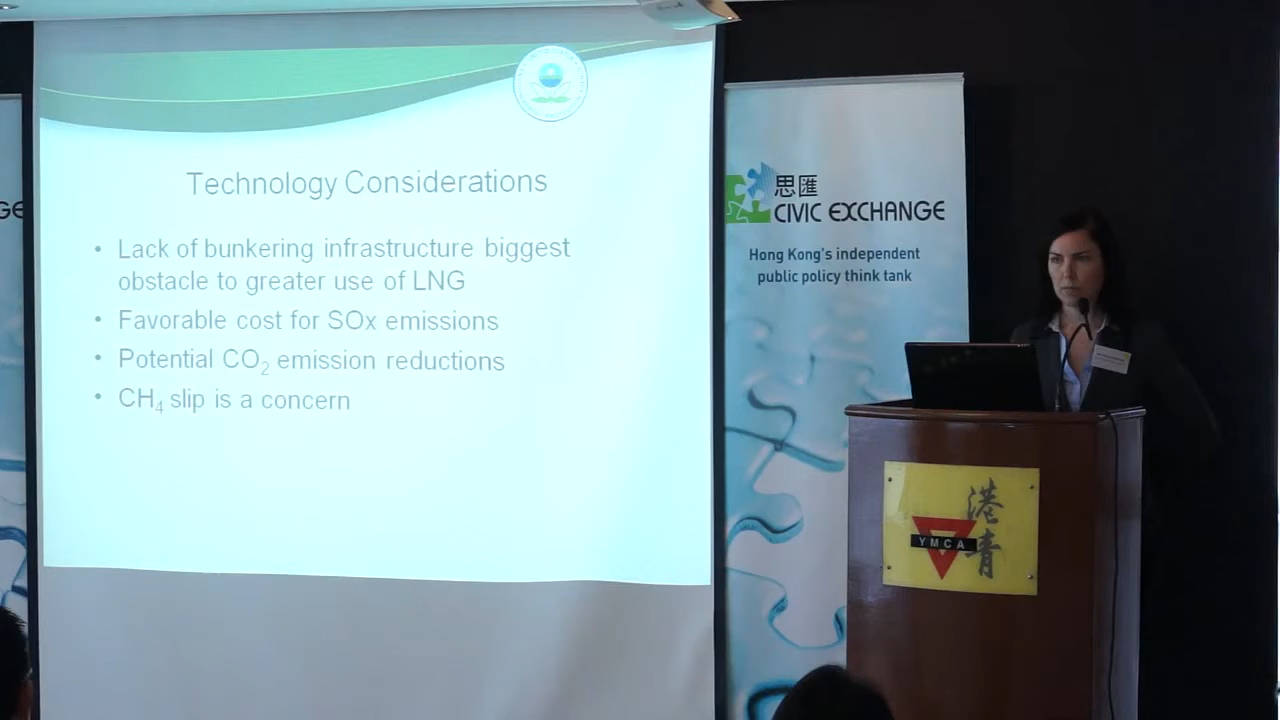 Technology Considerations
• Lack of bunkering infrastructure biggest
obstacle to greater use of LNG
• Favorable cost for SOx emissions
• Potential CO₂ emission reductions
• CH₄ slip is a concern
GE
思匯
CIVIC EXCHANGE
Hong Kong's independent
public policy think tank
港青
YMCA